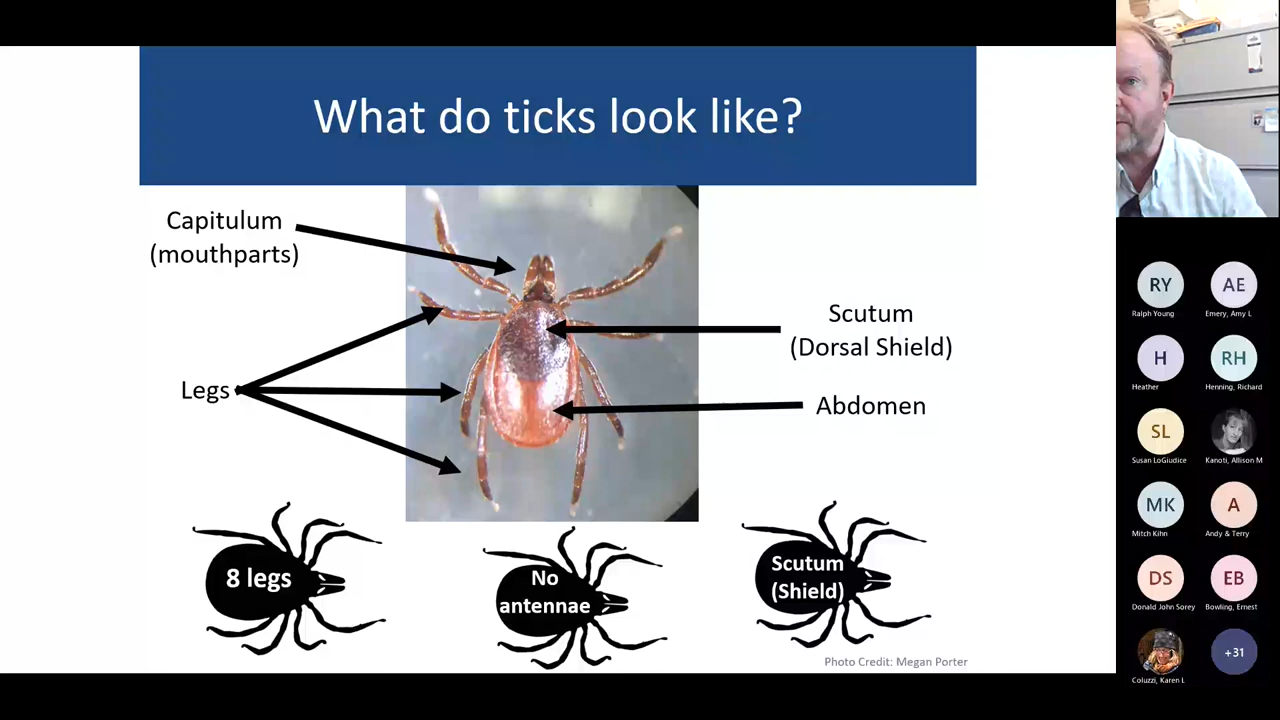 What do ticks look like?
Capitulum
(mouthparts)
Scutum
(Dorsal Shield)
Legs
Abdomen
8 legs
No
antennae
Scutum
(Shield)
Photo Credit: Megan Porter
RY
AE
Ralph Young
Emery, Amy L
H
RH
Heather
Henning, Richard
SL
Susan LoGiudice
Kanoti, Allison M
MK
A
Mitch Kihn
Andy & Terry
DS
EB
Donald John Sorey
Bowling, Ernest
+31
Coluzzi, Karen L